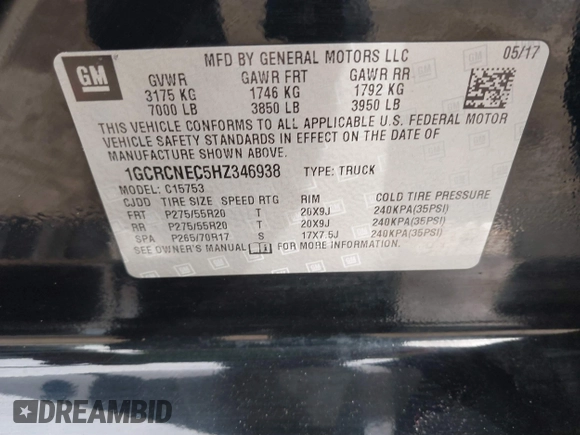 GM
MFD BY GENERAL MOTORS LLC 05/17
GVWR GAWR FRT GAWR RR
3175 KG 1746 KG 1792 KG
7000 LB 3850 LB 3950 LB
THIS VEHICLE CONFORMS TO ALL APPLICABLE U.S. FEDERAL MOTOR
VEHICLE SAFETY STANDARDS IN EFFECT ON THE DATE OF
MANUFACTURE SHOWN ABOVE.
1GCRCNEC5HZ346938 TYPE: TRUCK
MODEL: C15753
CJDD TIRE SIZE SPEED RTG RIM COLD TIRE PRESSURE
FRT P275/55R20 T 20X9J 240KPA(35PSI)
RR P275/55R20 T 20X9J 240KPA(35PSI)
SPA P265/70R17 S 17X7.5J 240KPA(35PSI)
SEE OWNER'S MANUAL FOR MORE INFORMATION.
DREAMBID